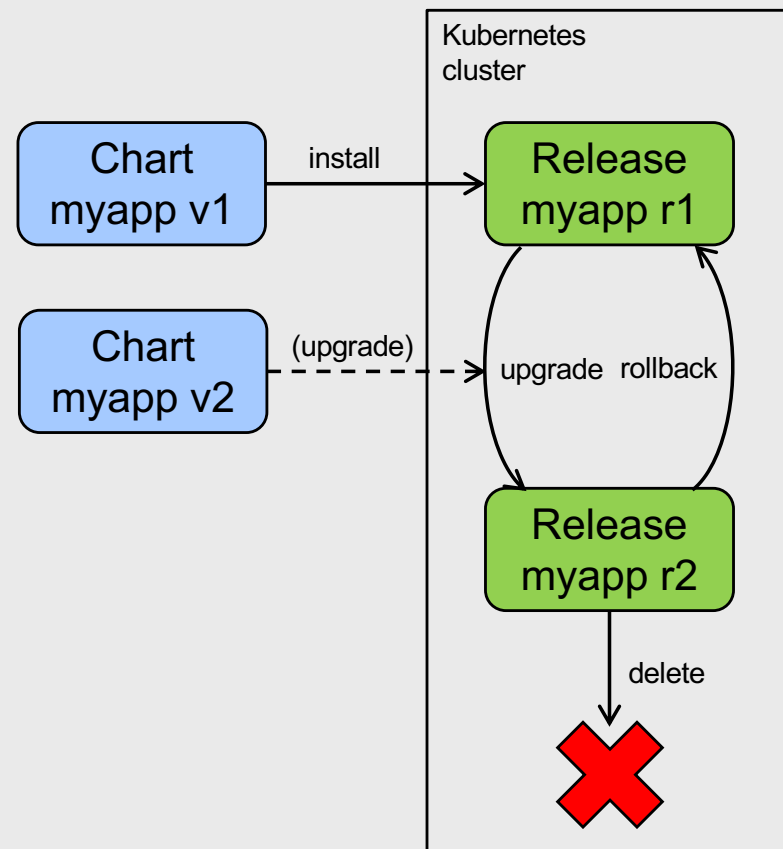 Kubernetes
cluster
Chart
myapp v1
install
Release
myapp r1
Chart
myapp v2
(upgrade)
upgrade
rollback
Release
myapp r2
delete